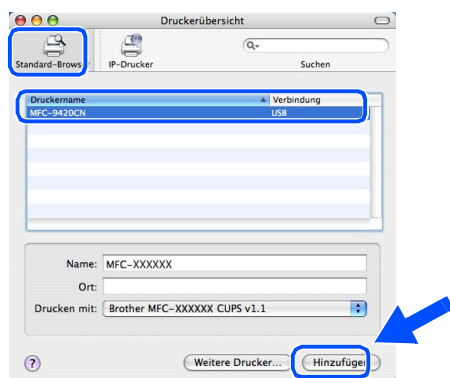 Druckerübersicht
Standard-Brows
IP-Drucker
Suchen
Druckername Verbindung
MFC-9420CN USB
Name: MFC-XXXXXX
Ort:
Drucken mit: Brother MFC-XXXXXX CUPS v1.1
? Weitere Drucker... Hinzufügen